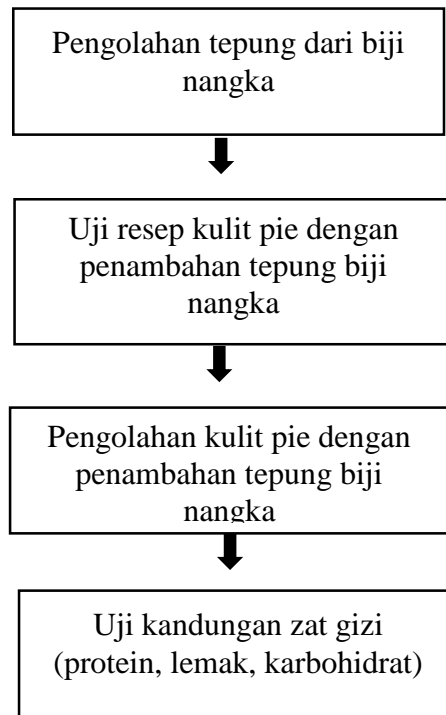 Pengolahan tepung dari biji
nangka
Uji resep kulit pie dengan
penambahan tepung biji
nangka
Pengolahan kulit pie dengan
penambahan tepung biji
nangka
Uji kandungan zat gizi
(protein, lemak, karbohidrat)